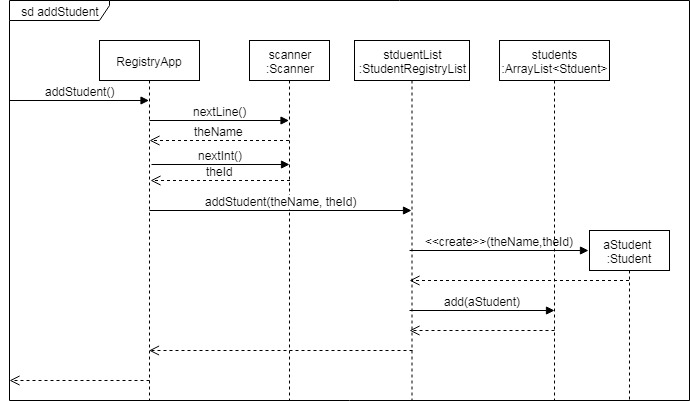 sd addStudent
RegistryApp
scanner
:Scanner
stduentList
:StudentRegistryList
students
:ArrayList<Stduent>
addStudent()
nextLine()
theName
nextInt()
theId
addStudent(theName, theId)
<<create>>(theName,theId)
aStudent
:Student
add(aStudent)